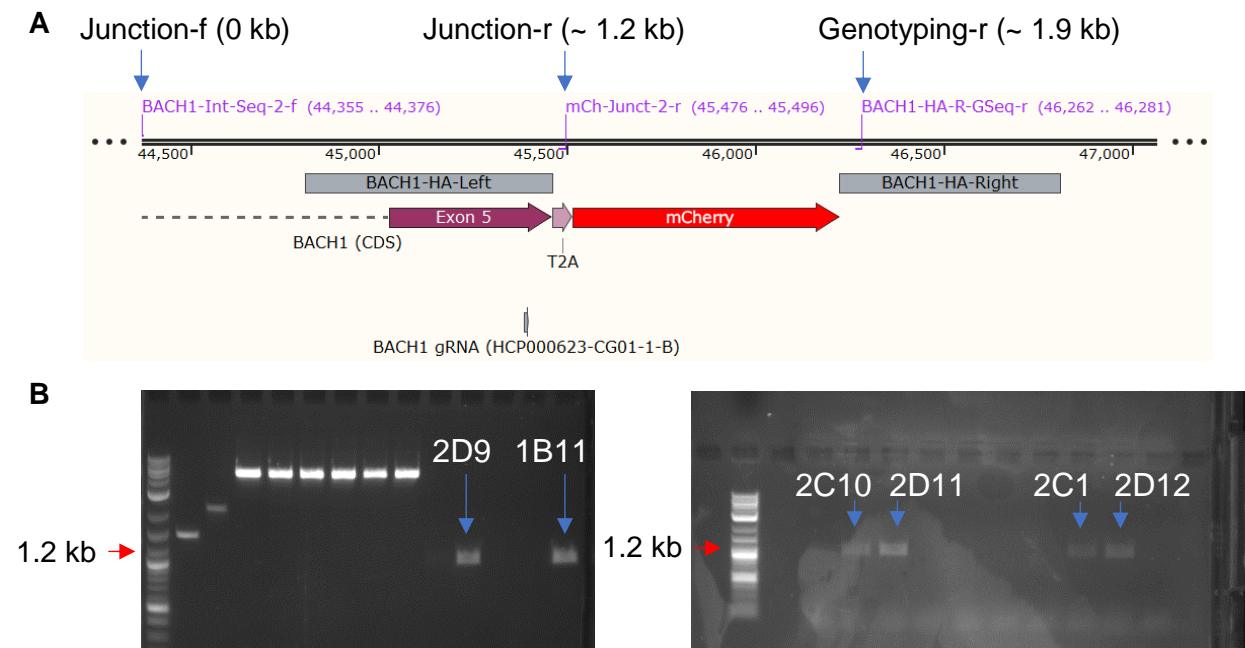 A
Junction-f (0 kb) Junction-r (~ 1.2 kb) Genotyping-r (~ 1.9 kb)
BACH1-Int-Seq-2-f (44,355 .. 44,376) mCh-Junct-2-r (45,476 .. 45,496) BACH1-HA-R-GSeq-r (46,262 .. 46,281)
44,500 45,000 45,500 46,000 46,500 47,000
BACH1-HA-Left BACH1-HA-Right
Exon 5 mCherry
BACH1 (CDS)
T2A
BACH1 gRNA (HCP000623-CG01-1-B)
B
2D9 1B11
1.2 kb
2C10 2D11 2C1 2D12
1.2 kb